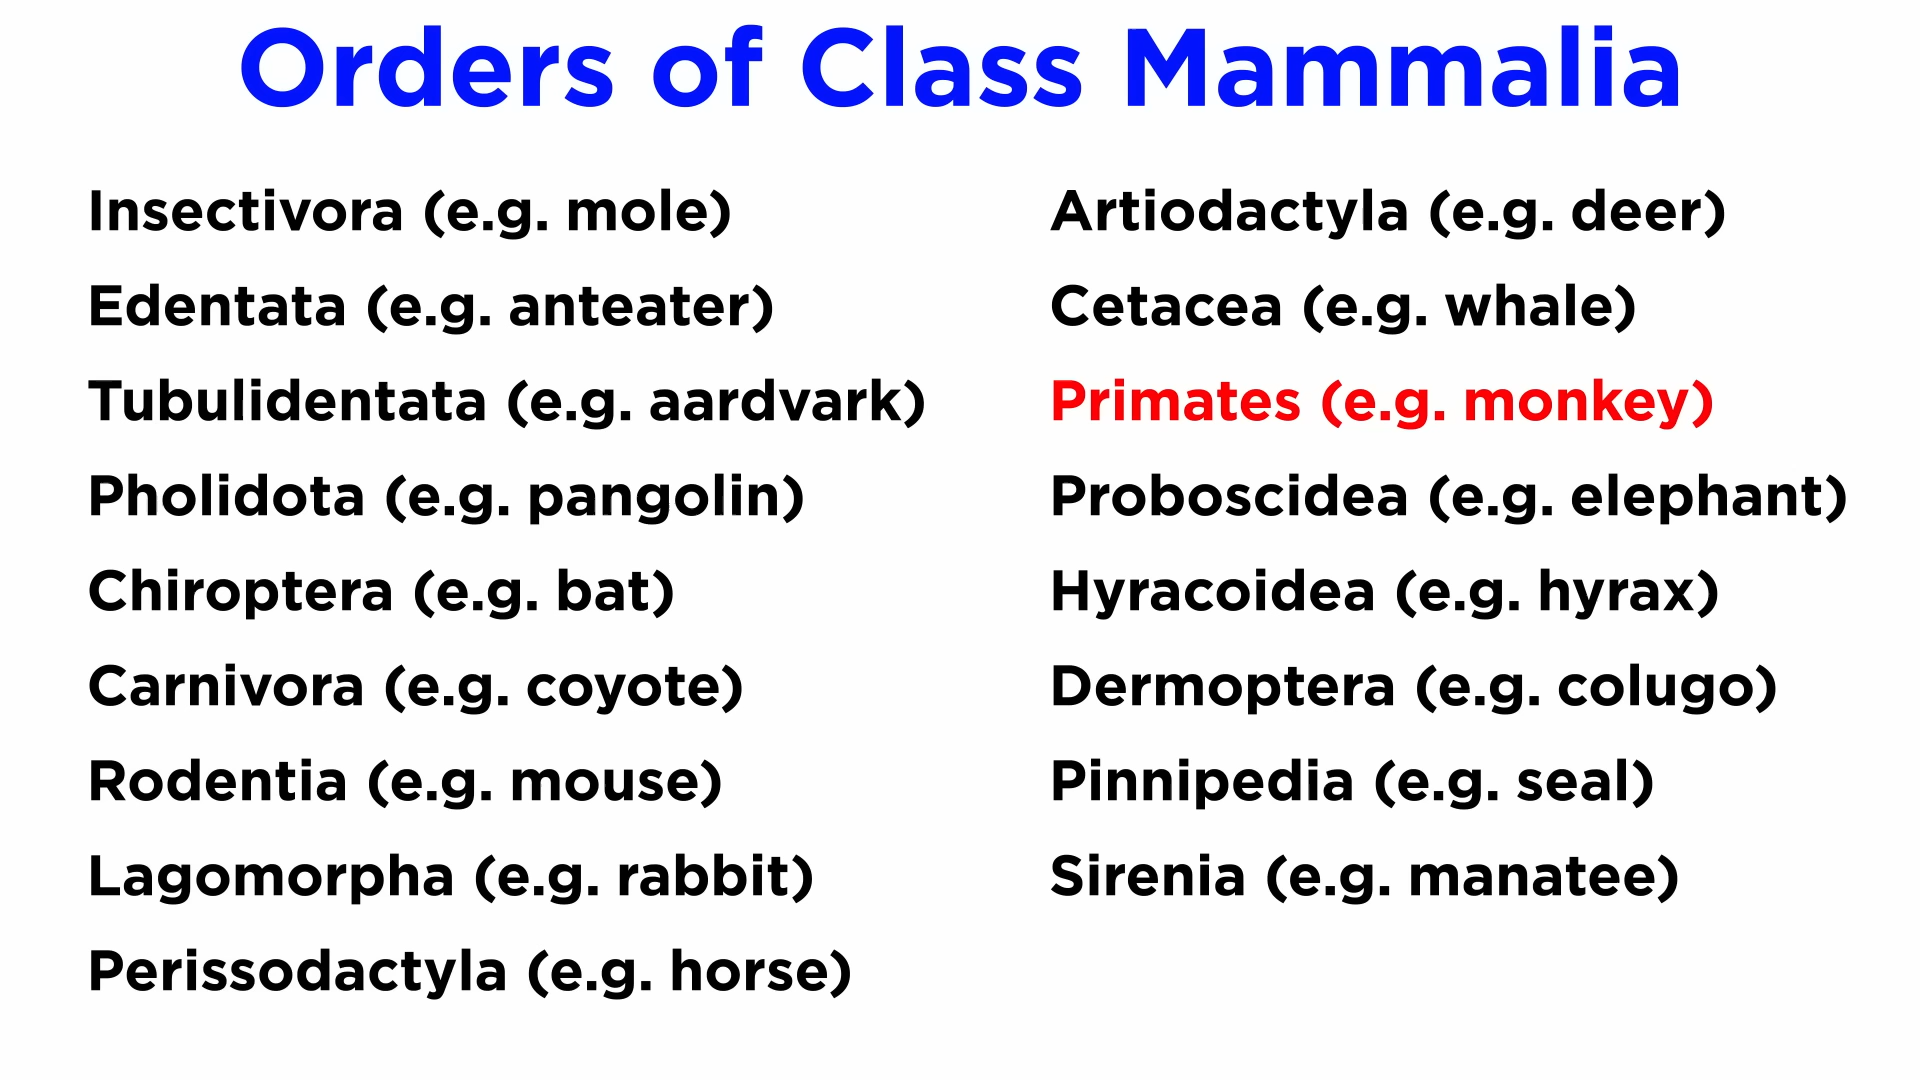 Orders of Class Mammalia
Insectivora (e.g. mole)
Edentata (e.g. anteater)
Tubulidentata (e.g. aardvark)
Pholidota (e.g. pangolin)
Chiroptera (e.g. bat)
Carnivora (e.g. coyote)
Rodentia (e.g. mouse)
Lagomorpha (e.g. rabbit)
Perissodactyla (e.g. horse)
Artiodactyla (e.g. deer)
Cetacea (e.g. whale)
Primates (e.g. monkey)
Proboscidea (e.g. elephant)
Hyracoidea (e.g. hyrax)
Dermoptera (e.g. colugo)
Pinnipedia (e.g. seal)
Sirenia (e.g. manatee)